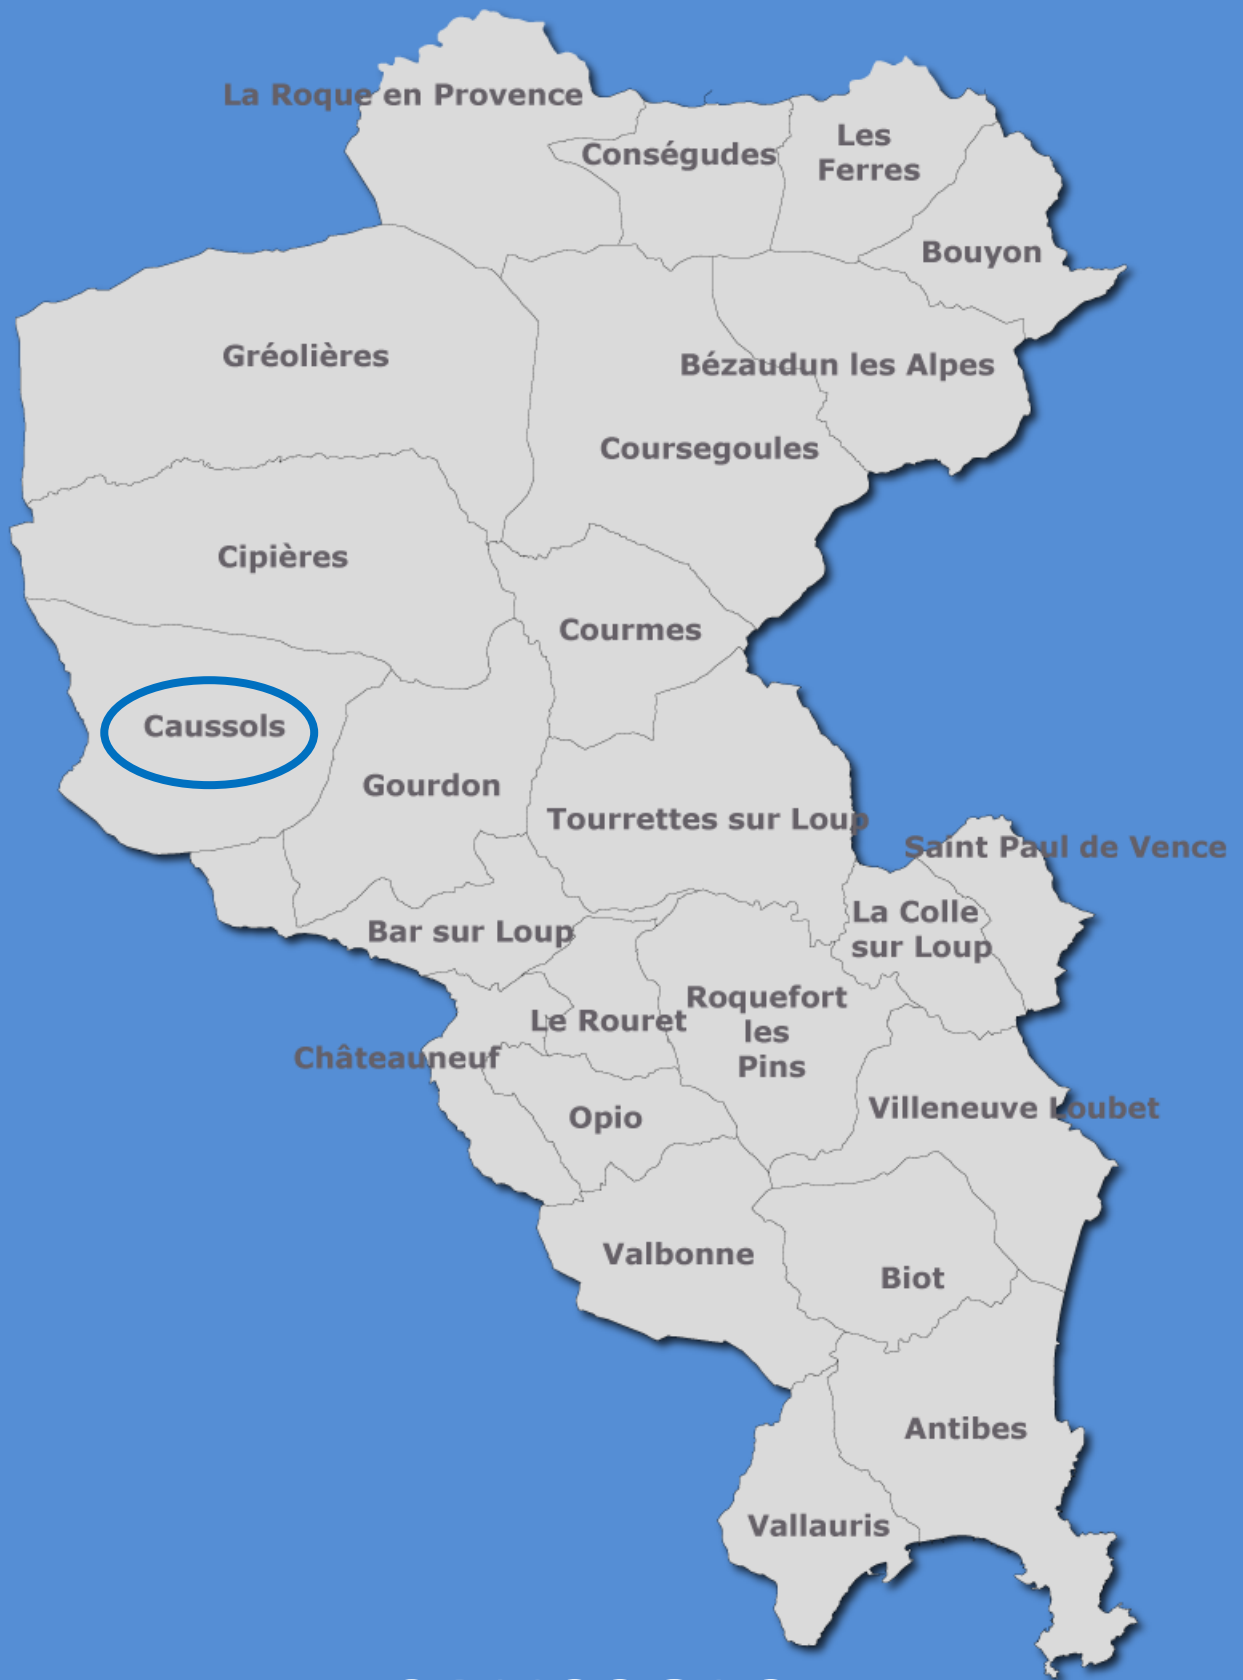 La Roque en Provence
Conségudes
Les
Ferres
Bouyon
Gréolières
Bézaudun les Alpes
Coursegoules
Cipières
Courmes
Caussols
Gourdon
Tourrettes sur Loup
Saint Paul de Vence
La Colle
sur Loup
Bar sur Loup
Roquefort
les
Pins
Le Rouret
Châteauneuf
Opio
Villeneuve Loubet
Valbonne
Biot
Antibes
Vallauris